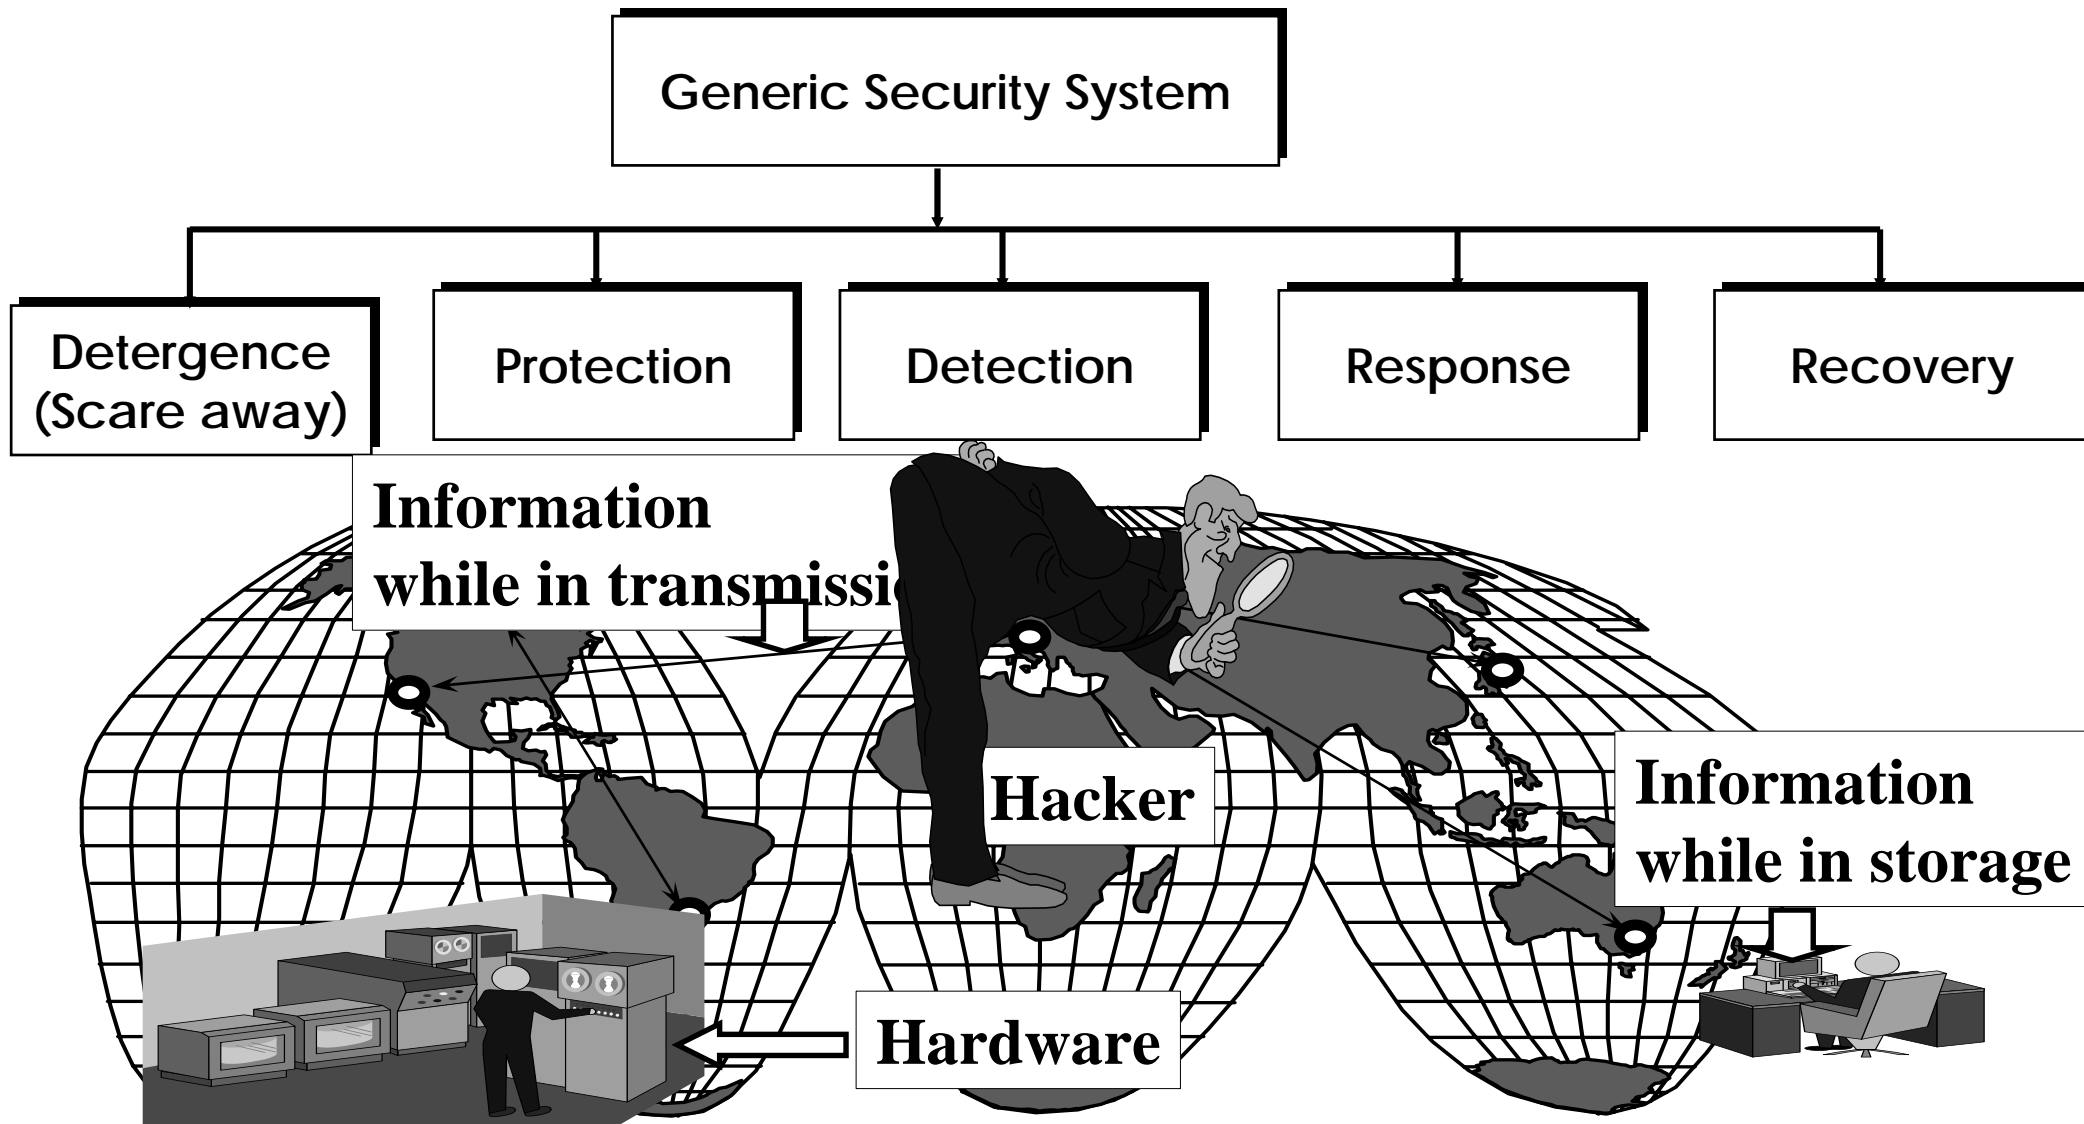 Generic Security System
Detergence
(Scare away)
Protection
Detection
Response
Recovery
Information
while in transmissi
Hacker
Information
while in storage
Hardware